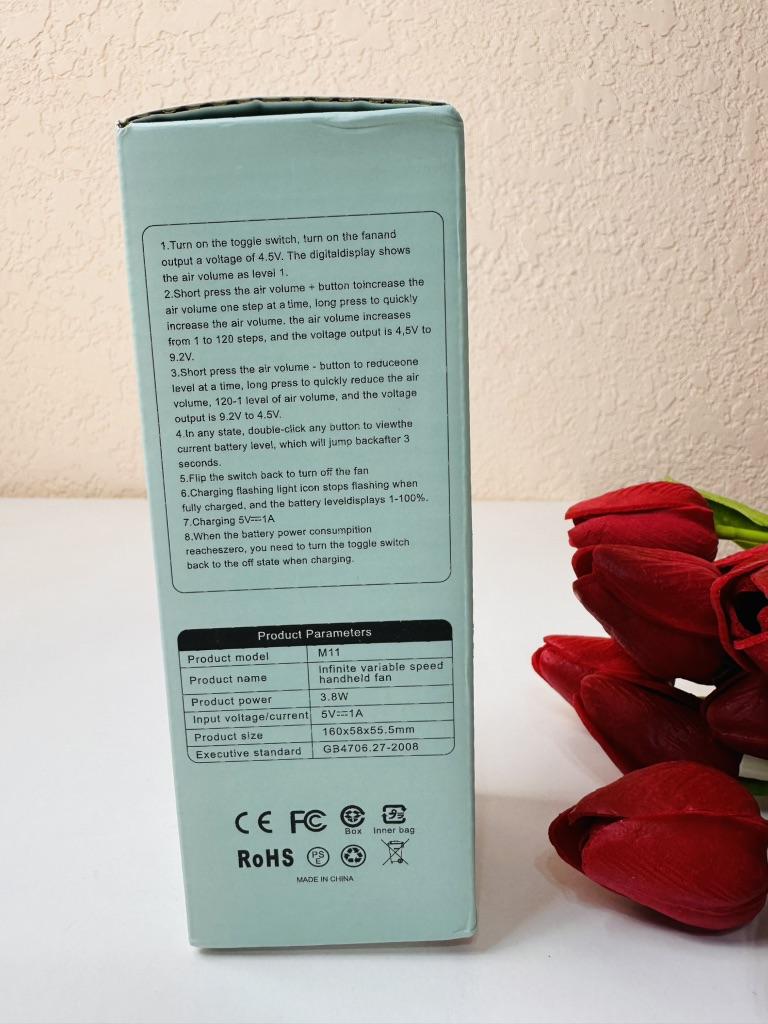 1.Turn on the toggle switch, turn on the fanand
output a voltage of 4.5V. The digitaldisplay shows
the air volume as level 1.
2.Short press the air volume + button toincrease the
air volume one step at a time, long press to quickly
increase the air volume. the air volume increases
from 1 to 120 steps, and the voltage output is 4,5V to
9.2V.
3.Short press the air volume - button to reduceone
level at a time, long press to quickly reduce the air
volume, 120-1 level of air volume, and the voltage
output is 9.2V to 4.5V.
4.In any state, double-click any button to viewthe
current battery level, which will jump backafter 3
seconds.
5.Flip the switch back to turn off the fan
6.Charging flashing light icon stops flashing when
fully charged, and the battery leveldisplays 1-100%.
7.Charging 5V⎓1A
8.When the battery power consumpition
reacheszero, you need to turn the toggle switch
back to the off state when charging.
Product Parameters
Product model M11
Product name Infinite variable speed
handheld fan
Product power 3.8W
Input voltage/current 5V⎓1A
Product size 160x58x55.5mm
Executive standard GB4706.27-2008
CE FC Box Inner bag
RoHS PSE
MADE IN CHINA